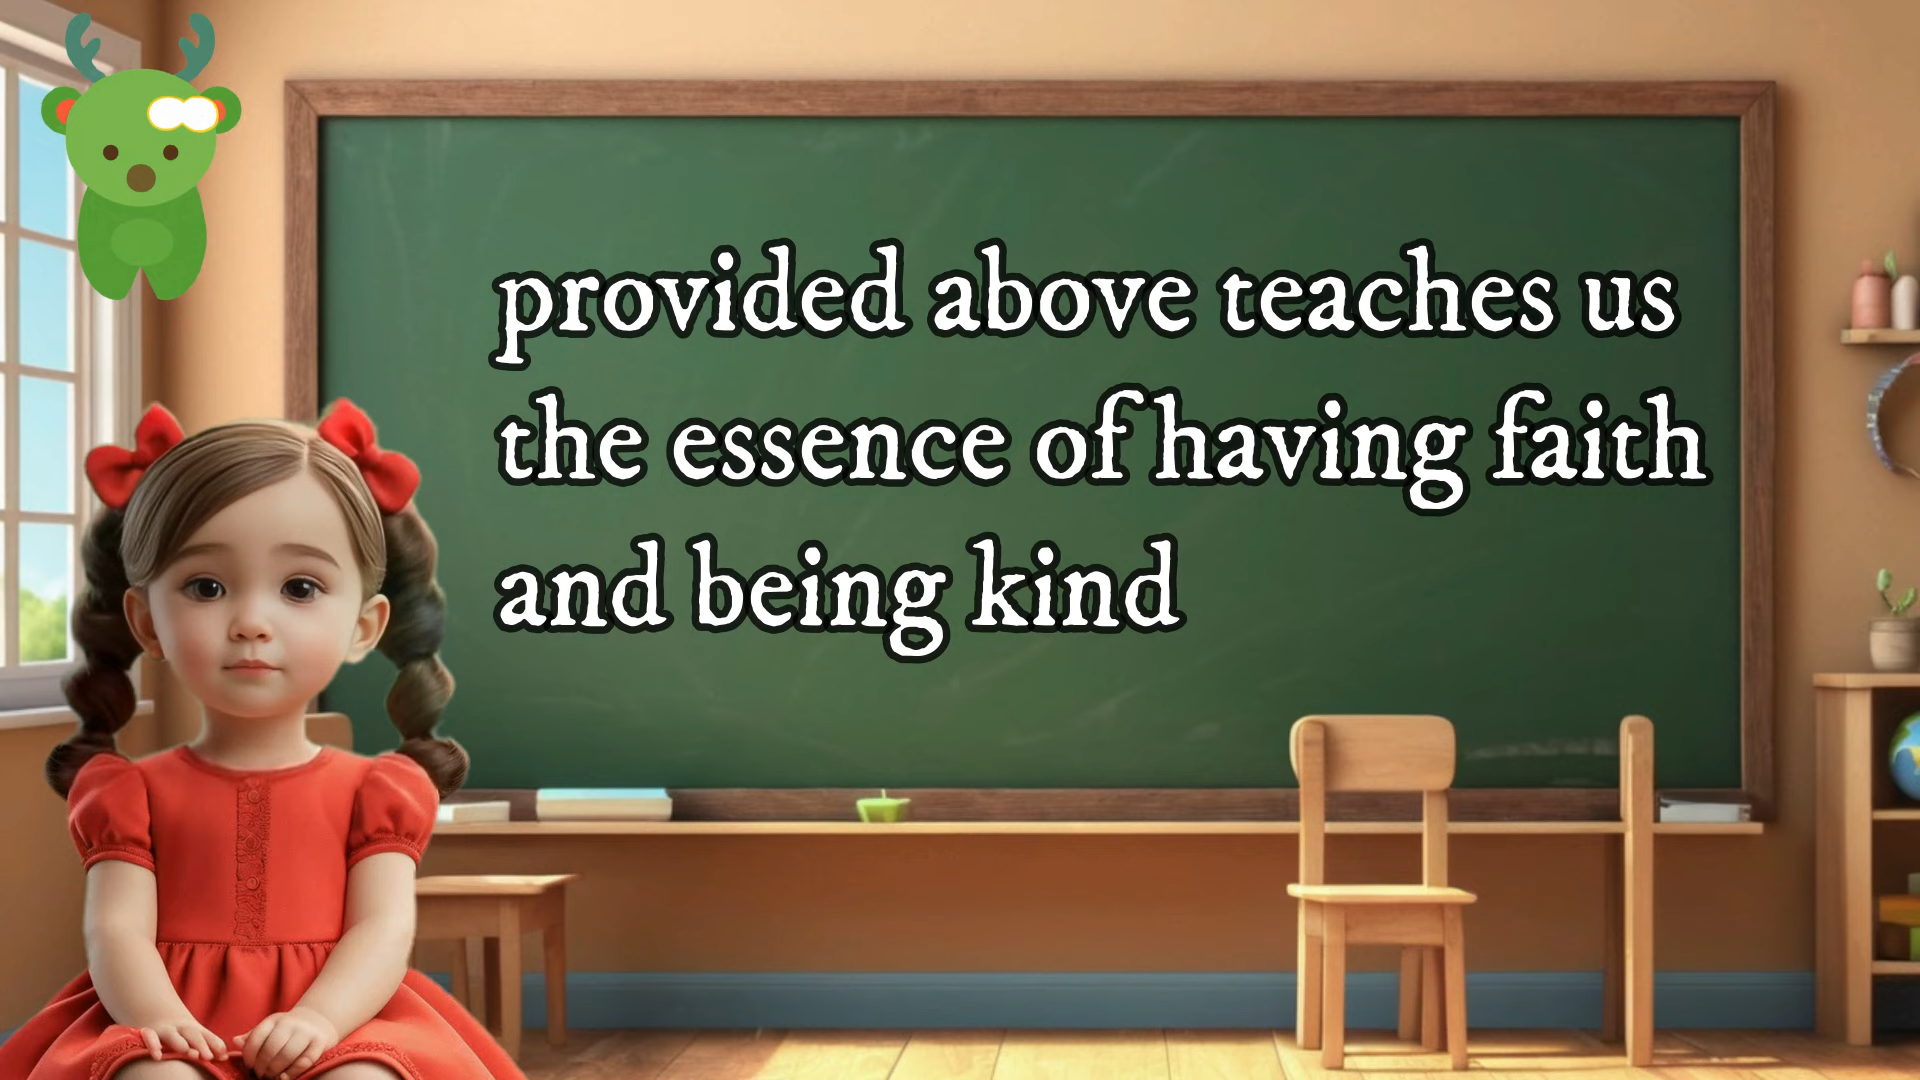 provided above teaches us
the essence of having faith
and being kind